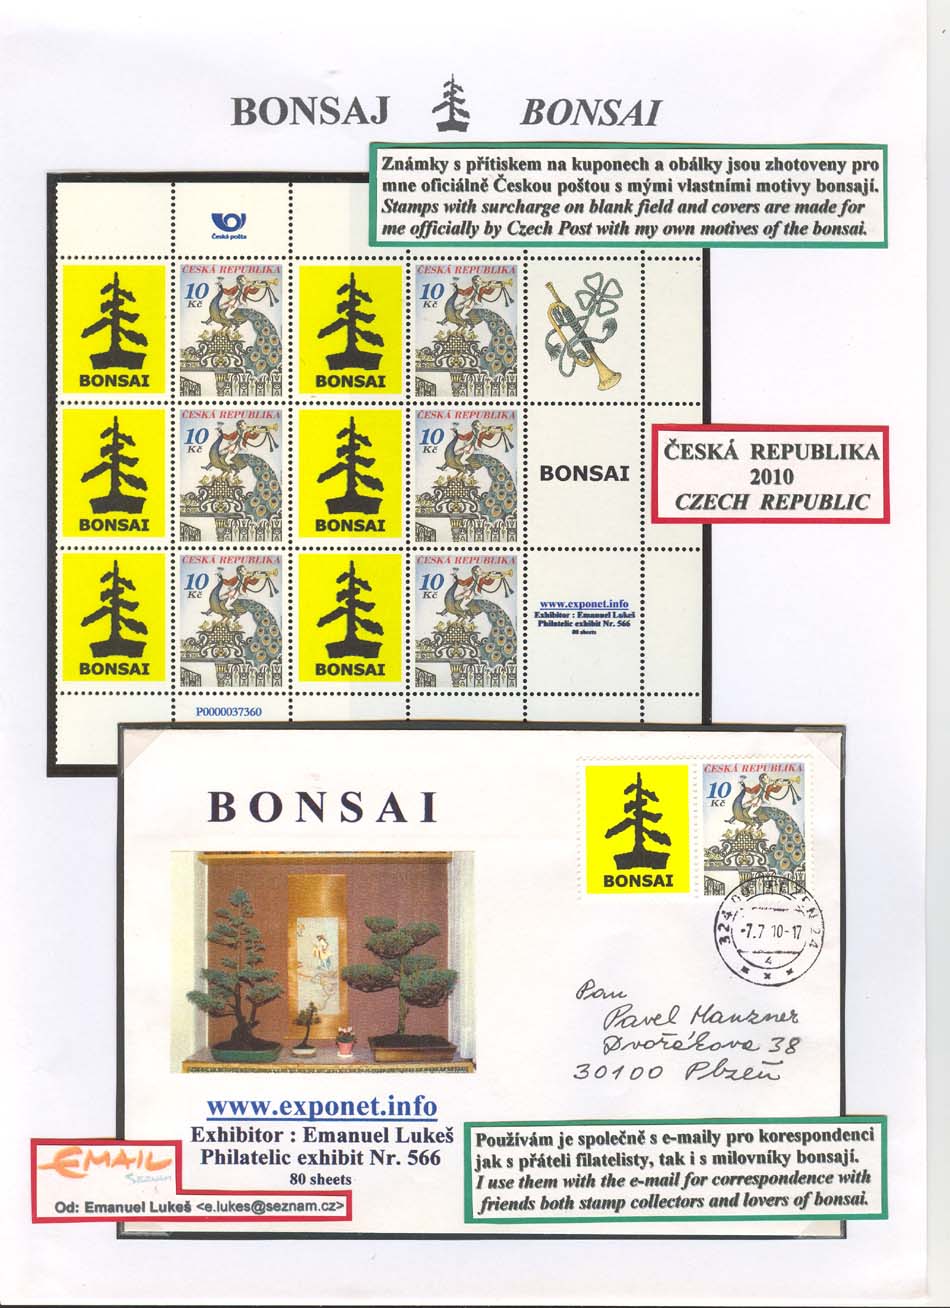 BONSAJ BONSAI
Známky s přítiskem na kuponech a obálky jsou zhotoveny pro
mne oficiálně Českou poštou s mými vlastními motivy bonsají.
Stamps with surcharge on blank field and covers are made for
me officially by Czech Post with my own motives of the bonsai.
Česká pošta
ČESKÁ REPUBLIKA ČESKÁ REPUBLIKA
10 10
Kč Kč
BONSAI BONSAI
ČESKÁ REPUBLIKA ČESKÁ REPUBLIKA
10 10
Kč Kč
BONSAI BONSAI
BONSAI
ČESKÁ REPUBLIKA
2010
CZECH REPUBLIC
ČESKÁ REPUBLIKA ČESKÁ REPUBLIKA
10 10
Kč Kč
BONSAI BONSAI
www.exponet.info
Exhibitor : Emanuel Lukeš
Philatelic exhibit Nr. 566
80 sheets
P0000037360
BONSAI
ČESKÁ REPUBLIKA
10
Kč
BONSAI
-7.7 10-17
4
Pan
Pavel Manzner
Dvořákova 38
30100 Plzeň
www.exponet.info
Exhibitor : Emanuel Lukeš
Philatelic exhibit Nr. 566
80 sheets
EMAIL
SEZNAM
Od: Emanuel Lukeš <e.lukes@seznam.cz>
Používám je společně s e-maily pro korespondenci
jak s přáteli filatelisty, tak i s milovníky bonsají.
I use them with the e-mail for correspondence with
friends both stamp collectors and lovers of bonsai.